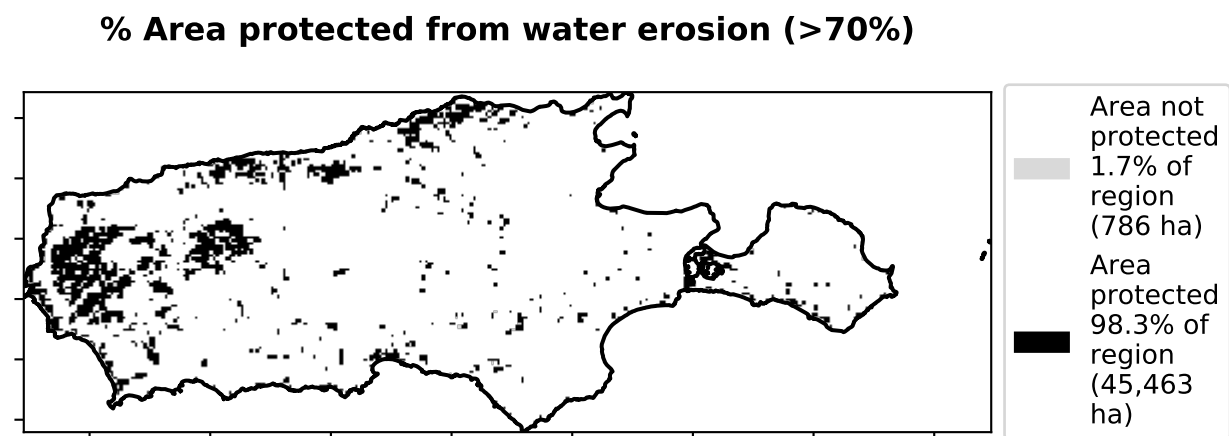 % Area protected from water erosion (>70%)
Area not
protected
1.7% of
region
(786 ha)
Area
protected
98.3% of
region
(45,463
ha)